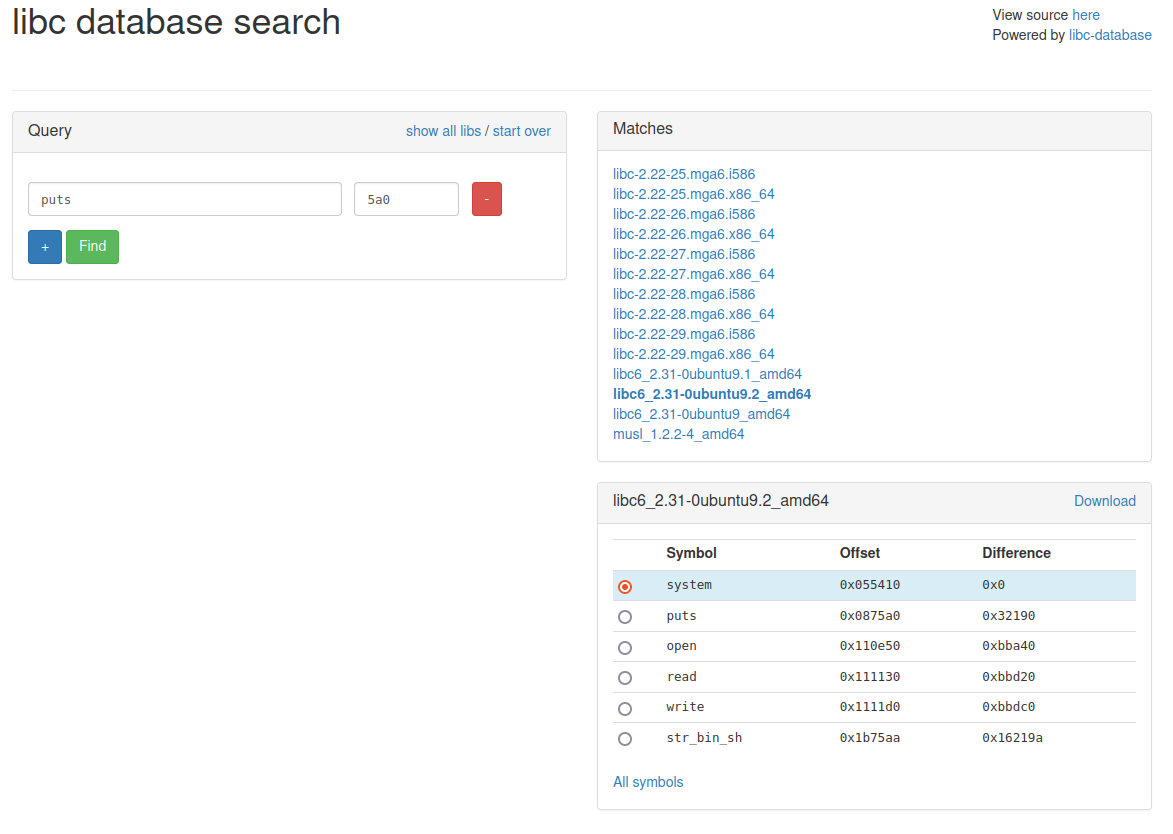 libc database search
View source here
Powered by libc-database
Query
show all libs / start over
puts
5a0
-
+
Find
Matches
libc-2.22-25.mga6.i586
libc-2.22-25.mga6.x86_64
libc-2.22-26.mga6.i586
libc-2.22-26.mga6.x86_64
libc-2.22-27.mga6.i586
libc-2.22-27.mga6.x86_64
libc-2.22-28.mga6.i586
libc-2.22-28.mga6.x86_64
libc-2.22-29.mga6.i586
libc-2.22-29.mga6.x86_64
libc6_2.31-0ubuntu9.1_amd64
libc6_2.31-0ubuntu9.2_amd64
libc6_2.31-0ubuntu9_amd64
musl_1.2.2-4_amd64
libc6_2.31-0ubuntu9.2_amd64 Download
Symbol Offset Difference
system 0x055410 0x0
puts 0x0875a0 0x32190
open 0x110e50 0xbba40
read 0x111130 0xbbd20
write 0x1111d0 0xbbdc0
str_bin_sh 0x1b75aa 0x16219a
All symbols